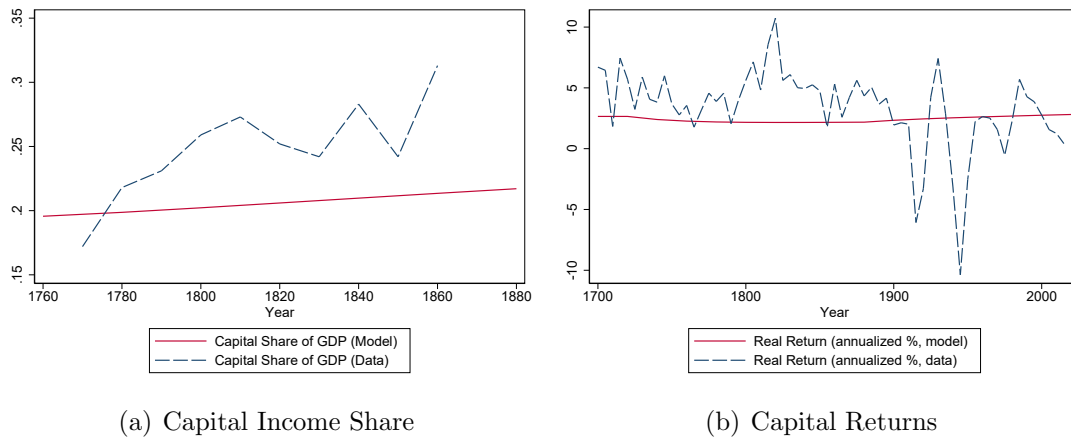 .35
.3
.25
.2
.15
1760 1780 1800 1820 1840 1860 1880
Year
Capital Share of GDP (Model)
Capital Share of GDP (Data)
(a) Capital Income Share
10
5
0
-5
-10
1700 1800 1900 2000
Year
Real Return (annualized %, model)
Real Return (annualized %, data)
(b) Capital Returns